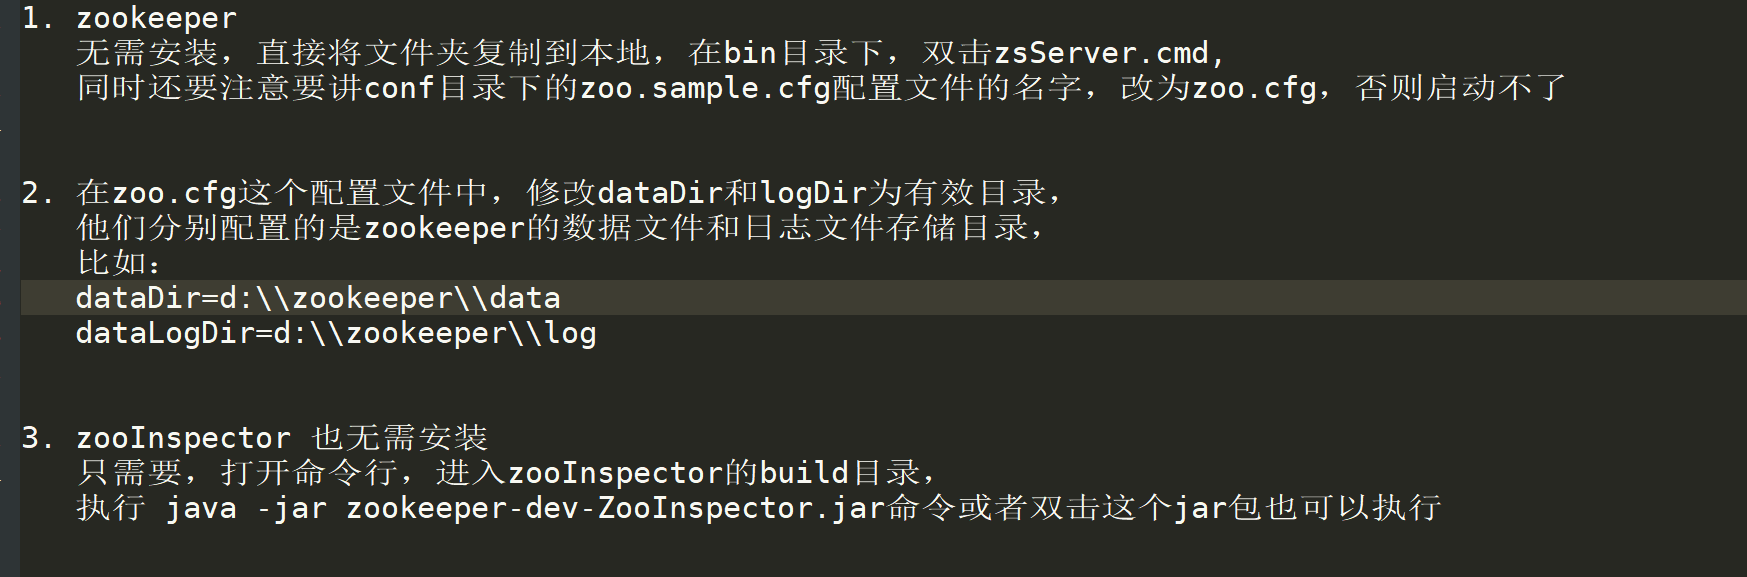 1. zookeeper
无需安装，直接将文件夹复制到本地，在bin目录下，双击zsServer.cmd,
同时还要注意要讲conf目录下的zoo.sample.cfg配置文件的名字，改为zoo.cfg，否则启动不了
2. 在zoo.cfg这个配置文件中，修改dataDir和logDir为有效目录，
他们分别配置的是zookeeper的数据文件和日志文件存储目录，
比如：
dataDir=d:\\zookeeper\\data
dataLogDir=d:\\zookeeper\\log
3. zooInspector 也无需安装
只需要，打开命令行，进入zooInspector的build目录，
执行 java -jar zookeeper-dev-ZooInspector.jar命令或者双击这个jar包也可以执行